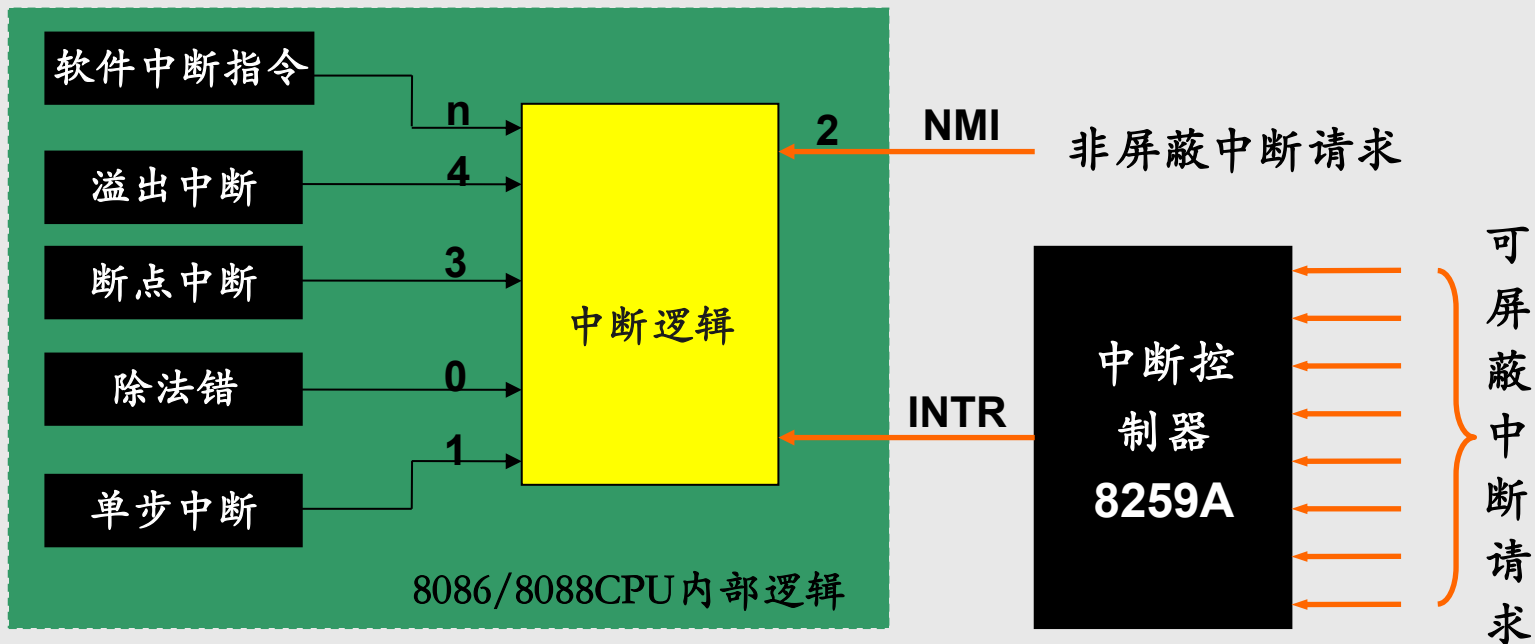 软件中断指令
n
溢出中断
4
断点中断
3
除法错
0
单步中断
1
中断逻辑
8086/8088CPU内部逻辑
2
NMI
非屏蔽中断请求
INTR
中断控
制器
8259A
可
屏
蔽
中
断
请
求